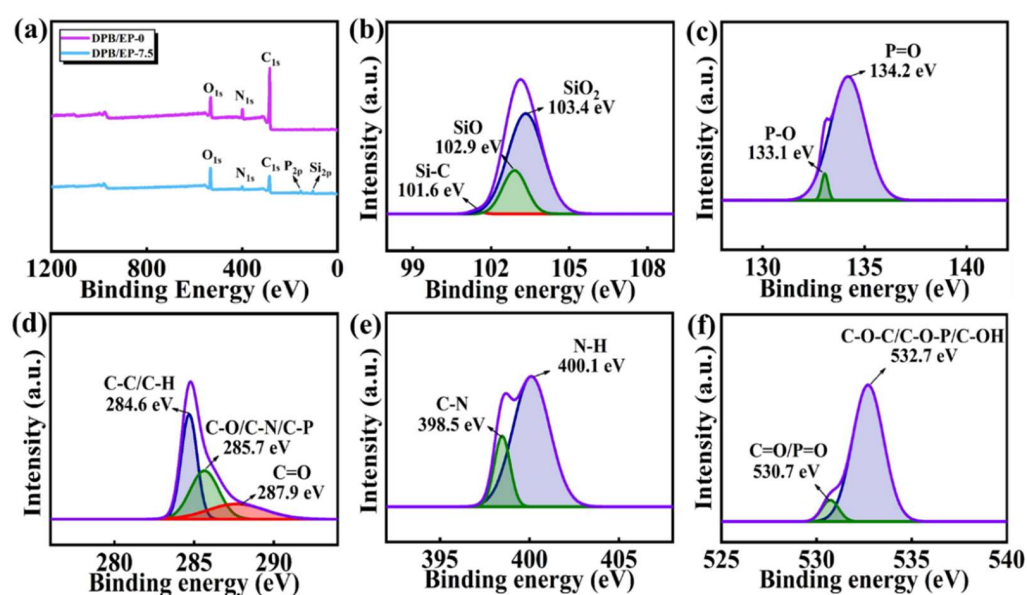 (a)
DPB/EP-0
DPB/EP-7.5
O1s
N1s
C1s
O1s
N1s
C1s
P2p
Si2p
1200
800
400
0
Binding Energy (eV)
(b)
Intensity (a.u.)
SiO2
103.4 eV
SiO
102.9 eV
Si-C
101.6 eV
99
102
105
108
Binding energy (eV)
(c)
Intensity (a.u.)
P=O
134.2 eV
P-O
133.1 eV
130
135
140
Binding energy (eV)
(d)
Intensity (a.u.)
C-C/C-H
284.6 eV
C-O/C-N/C-P
285.7 eV
C=O
287.9 eV
280
285
290
Binding energy (eV)
(e)
Intensity (a.u.)
N-H
400.1 eV
C-N
398.5 eV
395
400
405
Binding energy (eV)
(f)
Intensity (a.u.)
C-O-C/C-O-P/C-OH
532.7 eV
C=O/P=O
530.7 eV
525
530
535
540
Binding energy (eV)